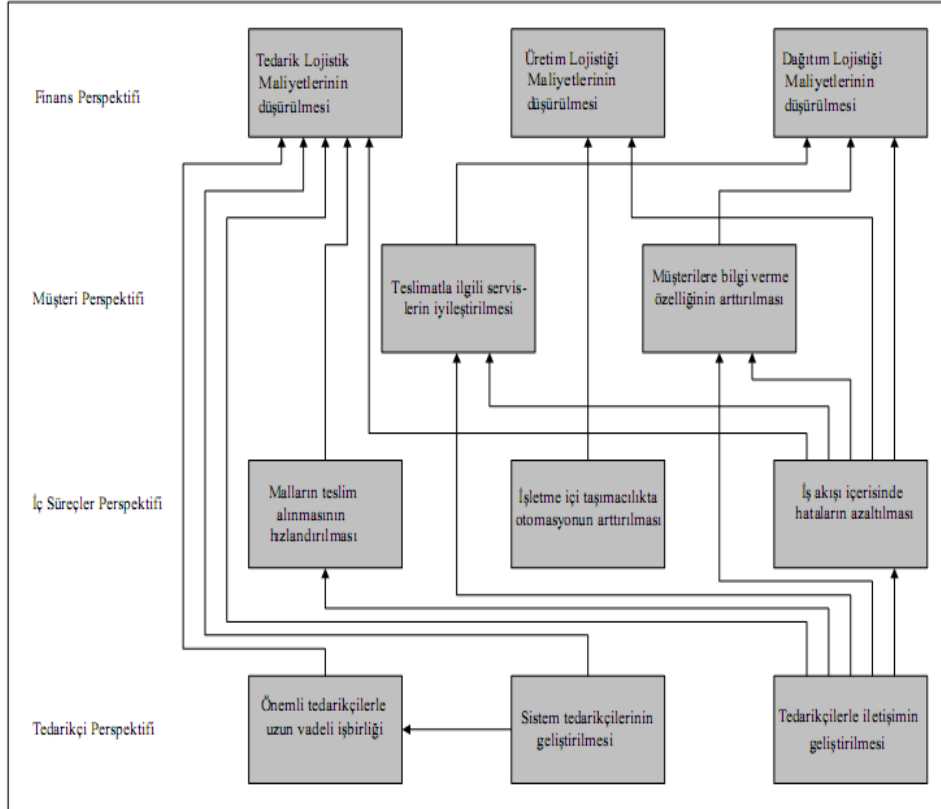 Finans Perspektifi
Tedarik Lojistik
Maliyetlerinin
düşürülmesi
Üretim Lojistiği
Maliyetlerinin
düşürülmesi
Dağıtım Lojistiği
Maliyetlerinin
düşürülmesi
Müşteri Perspektifi
Teslimatla ilgili servis-
lerin iyileştirilmesi
Müşterilere bilgi verme
özelliğinin arttırılması
İç Süreçler Perspektifi
Malların teslim
alınmasının
hızlandırılması
İşletme içi taşımacılıkta
otomasyonun arttırılması
İş akışı içerisinde
hataların azaltılması
Tedarikçi Perspektifi
Önemli tedarikçilerle
uzun vadeli işbirliği
Sistem tedarikçilerinin
geliştirilmesi
Tedarikçilerle iletişimin
geliştirilmesi